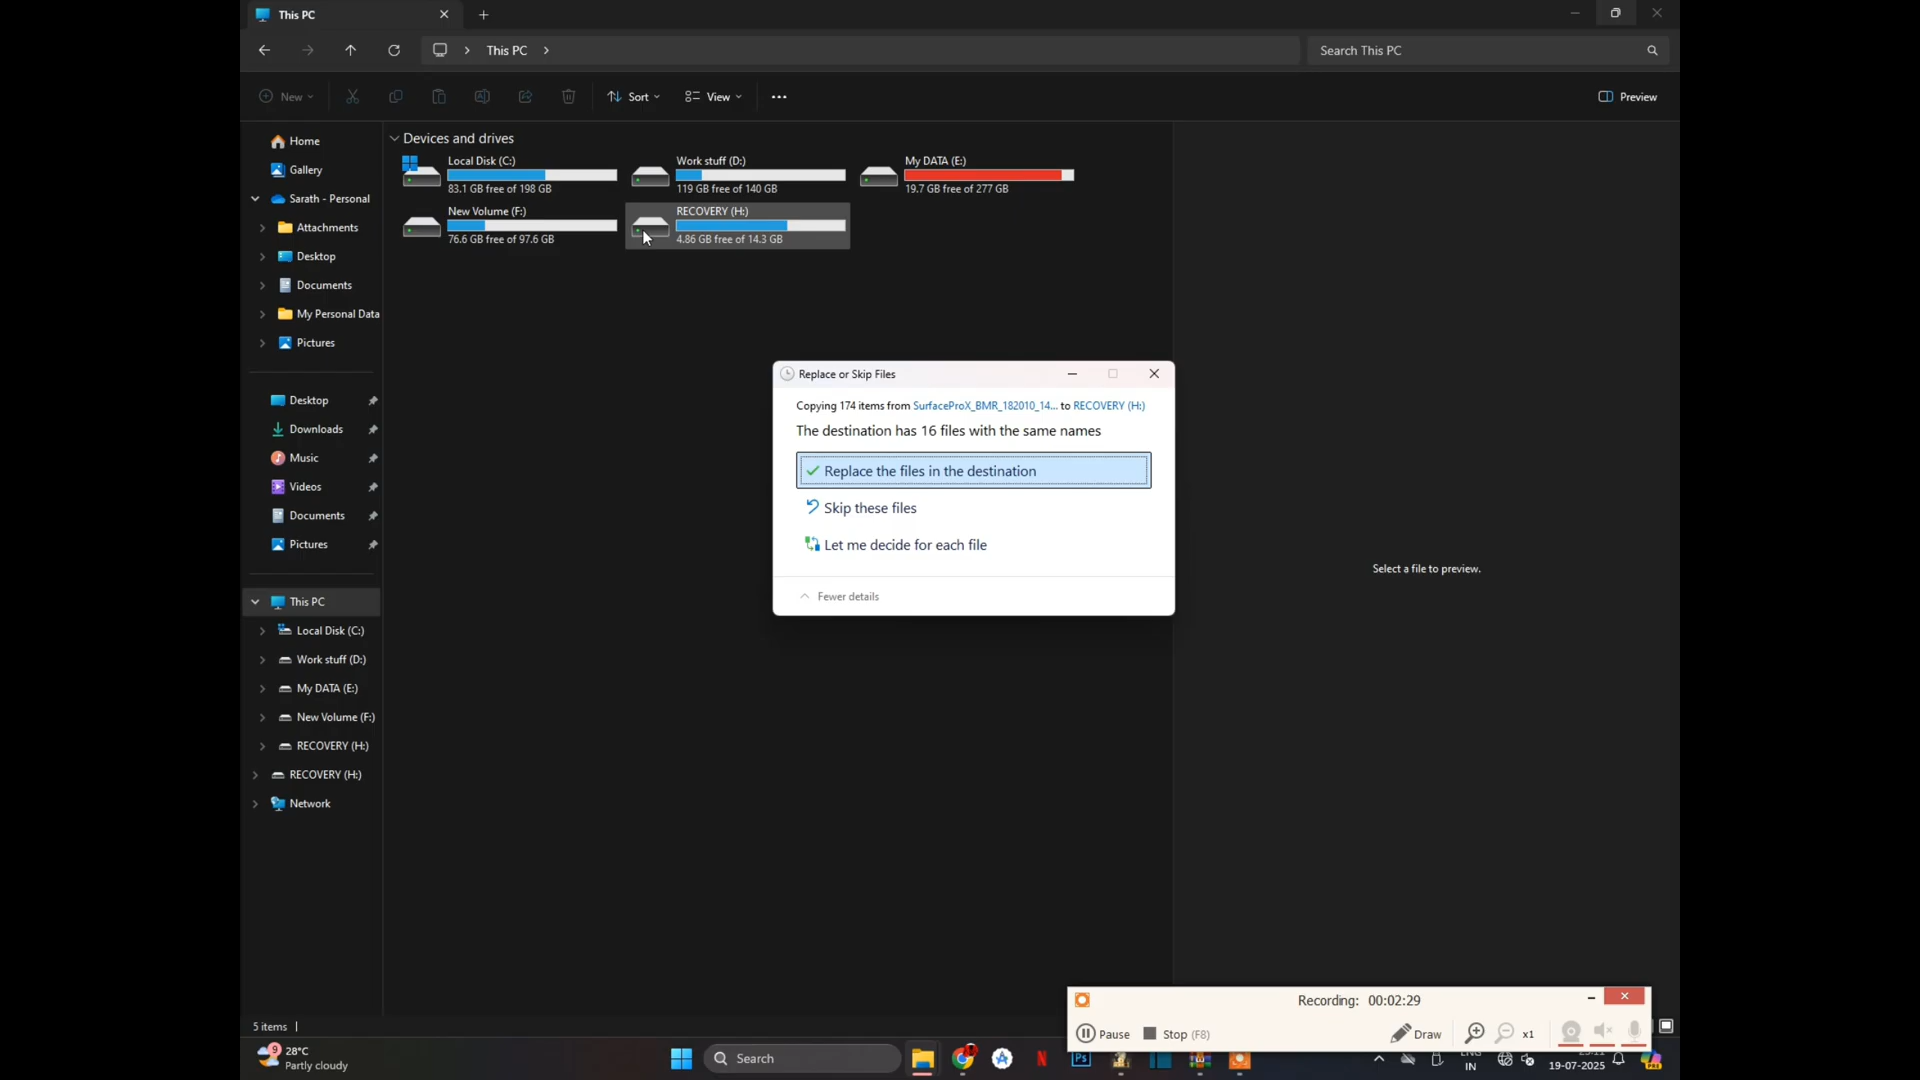 This PC
This PC
Search This PC
New
Sort
View
Preview
Home
Gallery
Sarath - Personal
Attachments
Desktop
Documents
My Personal Data
Pictures
Desktop
Downloads
Music
Videos
Documents
Pictures
This PC
Local Disk (C:)
Work stuff (D:)
My DATA (E:)
New Volume (F:)
RECOVERY (H:)
RECOVERY (H:)
Network
Devices and drives
Local Disk (C:)
83.1 GB free of 198 GB
Work stuff (D:)
119 GB free of 140 GB
My DATA (E:)
19.7 GB free of 277 GB
New Volume (F:)
76.6 GB free of 97.6 GB
RECOVERY (H:)
4.86 GB free of 14.3 GB
Replace or Skip Files
Copying 174 items from SurfaceProX_BMR_182010_14... to RECOVERY (H:)
The destination has 16 files with the same names
Replace the files in the destination
Skip these files
Let me decide for each file
Fewer details
Select a file to preview.
5 items
Recording: 00:02:29
Pause
Stop (F8)
Draw
x1
9
28°C
Partly cloudy
Search
N
Ps
ENG
IN
19-07-2025
PRE